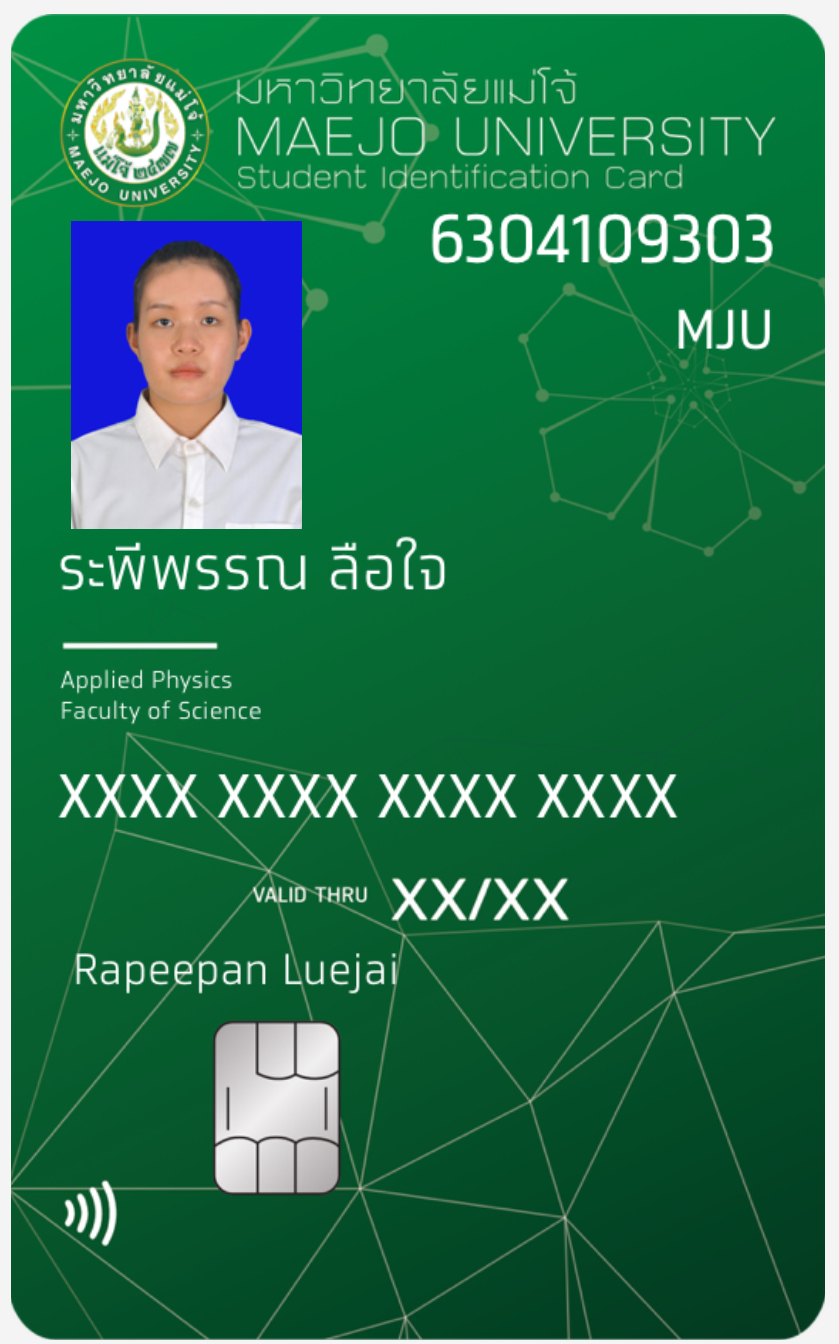 มหาวิทยาลัยแม่โจ้
แม่โจ้ ๒๔๗๗
MAEJO UNIVERSITY
มหาวิทยาลัยแม่โจ้
MAEJO UNIVERSITY
Student Identification Card
6304109303
MJU
ระพีพรรณ ลือใจ
Applied Physics
Faculty of Science
XXXX XXXX XXXX XXXX
VALID THRU XX/XX
Rapeepan Luejai